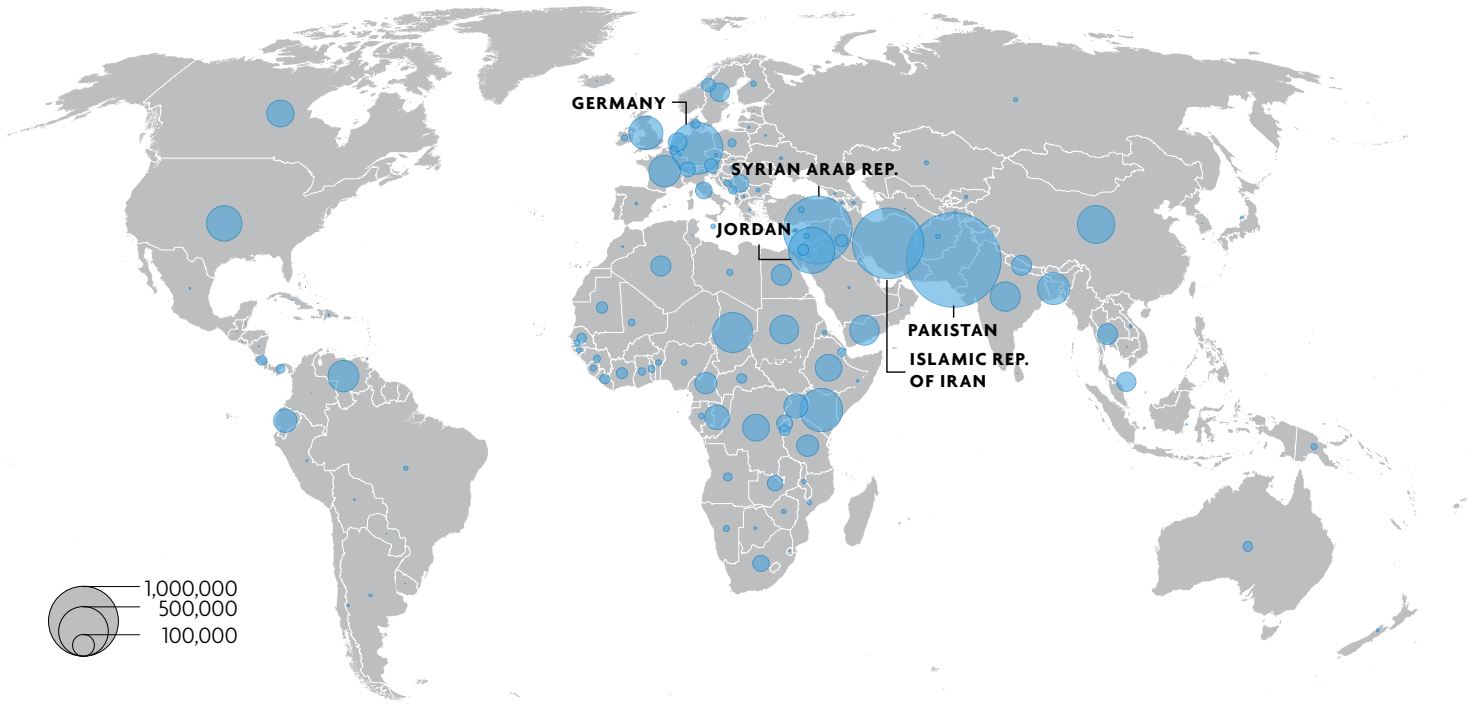 GERMANY
SYRIAN ARAB REP.
JORDAN
PAKISTAN
ISLAMIC REP.
OF IRAN
1,000,000
500,000
100,000